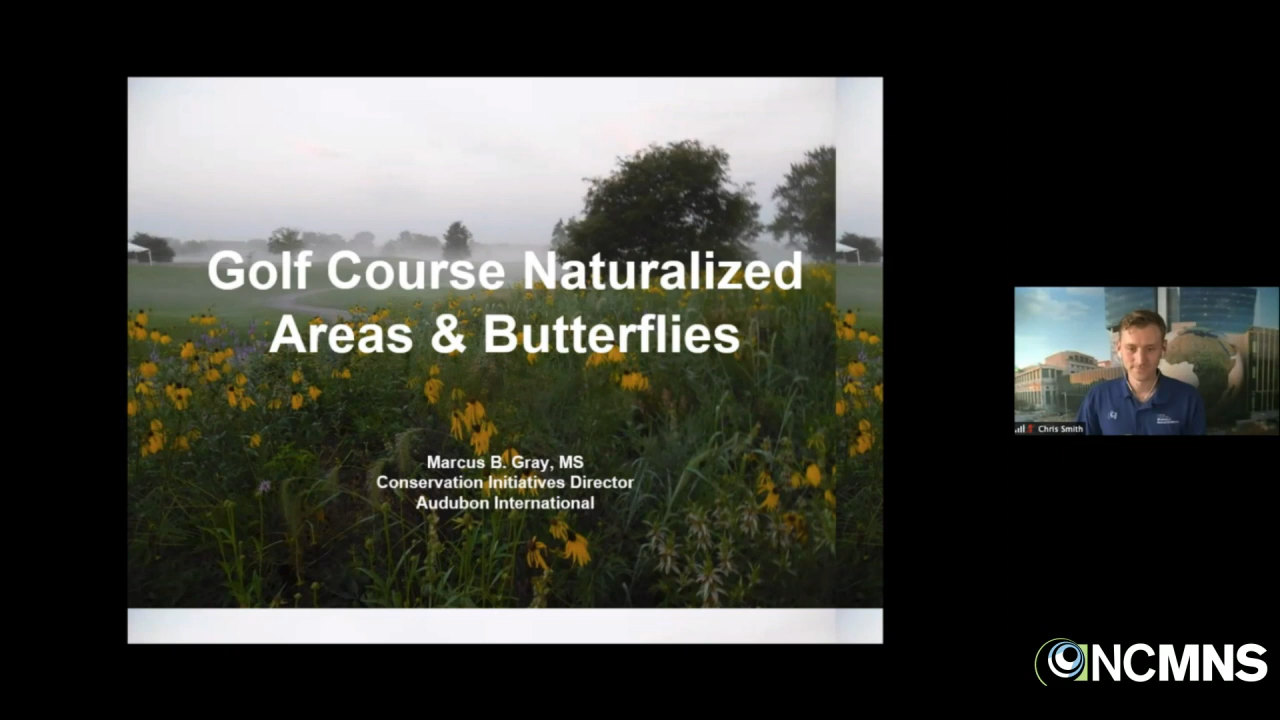 Golf Course Naturalized
Areas & Butterflies
Marcus B. Gray, MS
Conservation Initiatives Director
Audubon International
Chris Smith
NCMNS